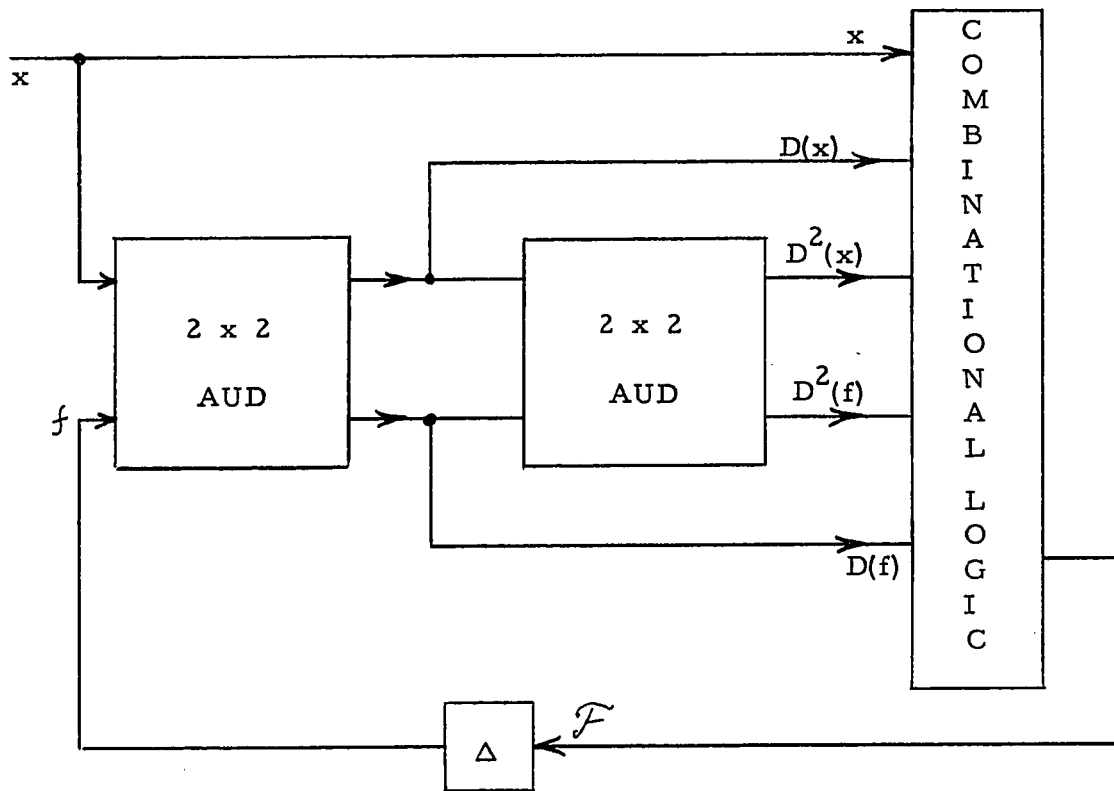 x
x
D(x)
D²(x)
2 x 2
AUD
2 x 2
AUD
f
D²(f)
D(f)
COMBINATIONAL LOGIC
Δ
ℱ